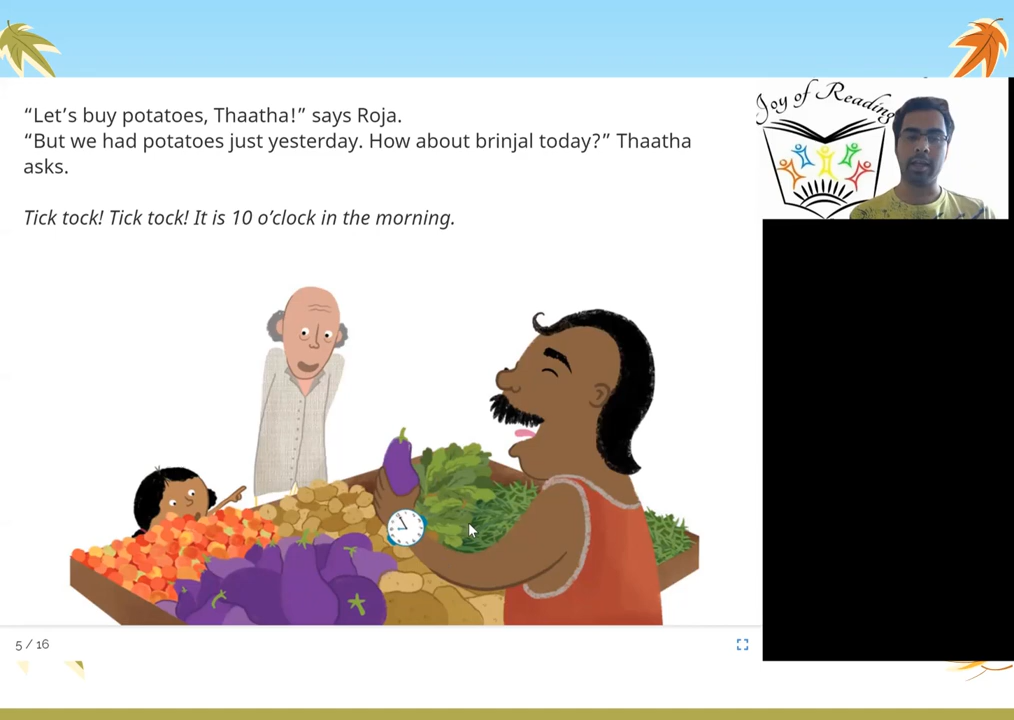 “Let’s buy potatoes, Thaatha!” says Roja.
“But we had potatoes just yesterday. How about brinjal today?” Thaatha
asks.
Tick tock! Tick tock! It is 10 o’clock in the morning.
Joy of Reading
5 / 16